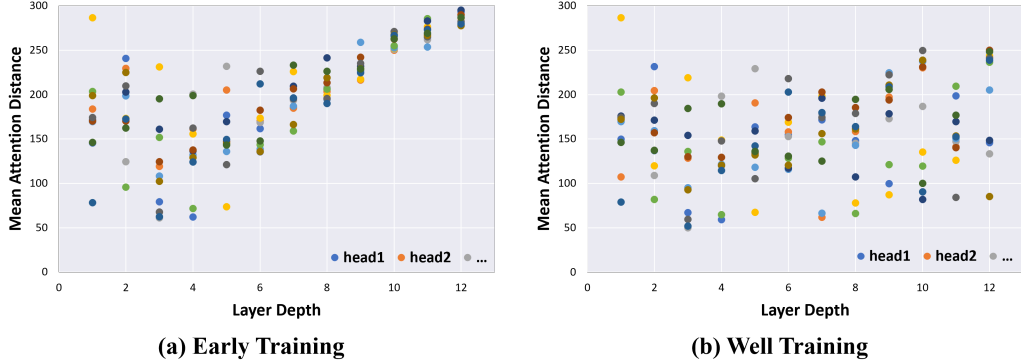 300
250
200
150
100
50
0
Mean Attention Distance
0 2 4 6 8 10 12
Layer Depth
head1 head2 ...
(a) Early Training
300
250
200
150
100
50
0
Mean Attention Distance
0 2 4 6 8 10 12
Layer Depth
head1 head2 ...
(b) Well Training